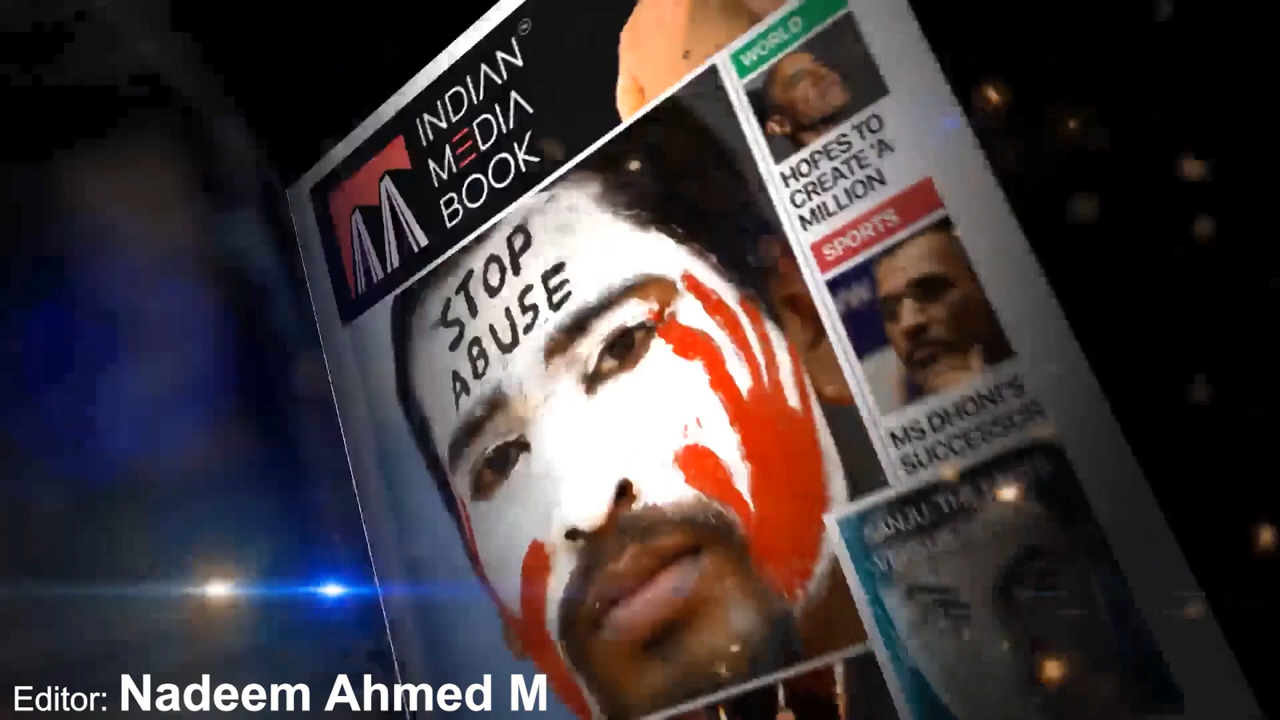 INDIAN
MEDIA
BOOK
STOP
ABUSE
WORLD
HOPES TO
CREATE 'A
MILLION
SPORTS
MS DHONI'S
SUCCESSOR
Editor: Nadeem Ahmed M